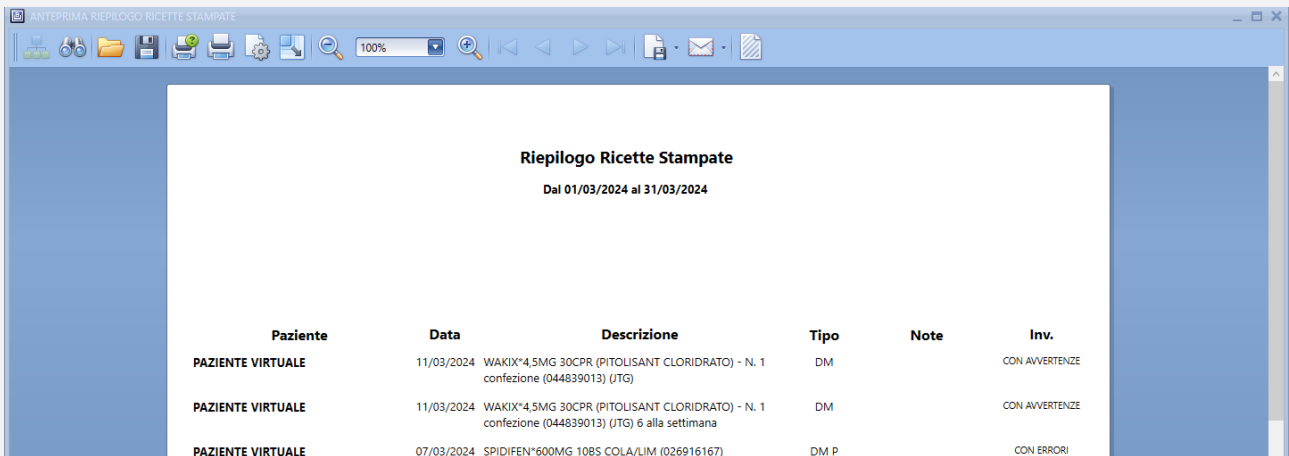 ANTEPRIMA RIEPILOGO RICETTE STAMPATE
100%
Riepilogo Ricette Stampate
Dal 01/03/2024 al 31/03/2024
Paziente Data Descrizione Tipo Note Inv.
PAZIENTE VIRTUALE 11/03/2024 WAKIX*4,5MG 30CPR (PITOLISANT CLORIDRATO) - N. 1 DM CON AVVERTENZE
confezione (044839013) (JTG)
PAZIENTE VIRTUALE 11/03/2024 WAKIX*4,5MG 30CPR (PITOLISANT CLORIDRATO) - N. 1 DM CON AVVERTENZE
confezione (044839013) (JTG) 6 alla settimana
PAZIENTE VIRTUALE 07/03/2024 SPIDIFEN*600MG 10BS COLA/LIM (026916167) DM P CON ERRORI